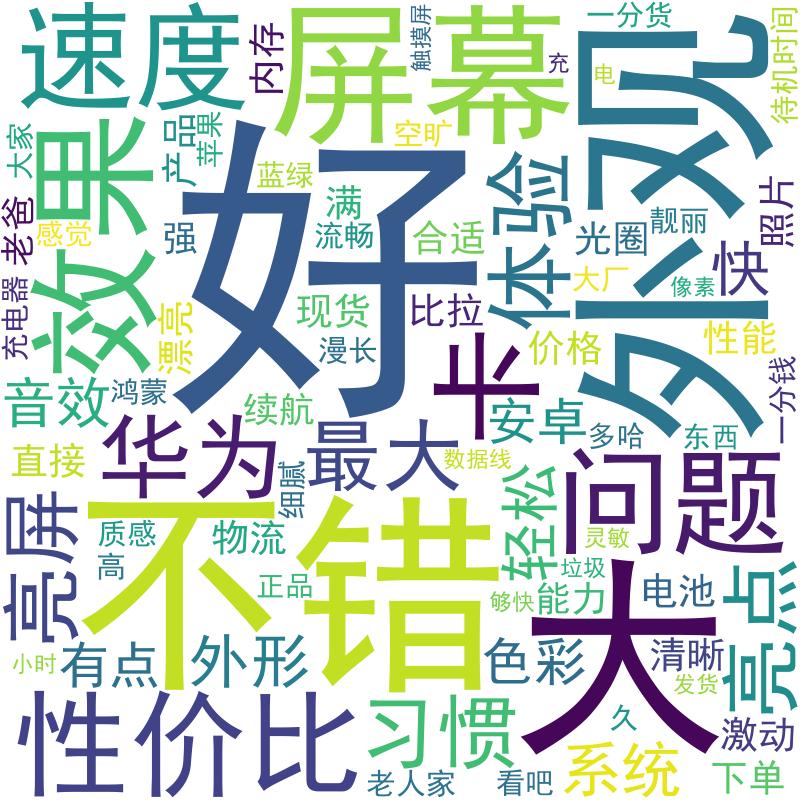 速度
内存
屏幕
触摸屏
充
一分货
电
外观
待机时间
大家
效果
产品
苹果
空旷
好
体验
蓝绿
老爸
感觉
强
满
流畅
合适
光圈
靓丽
照片
快
充电器
漂亮
现货
比拉
大厂
像素
漫长
卡
价格
性能
一分钱
音效
鸿蒙
续航
安卓
多哈
东西
直接
华为
最大
数据线
问题
细腻
亮屏
不错
质感
物流
轻松
灵敏
高
正品
垃圾
够快
能力
大
电池
亮点
小时
有点
外形
色彩
清晰
发货
性价比
习惯
久
激动
系统
老人家
看吧
下单